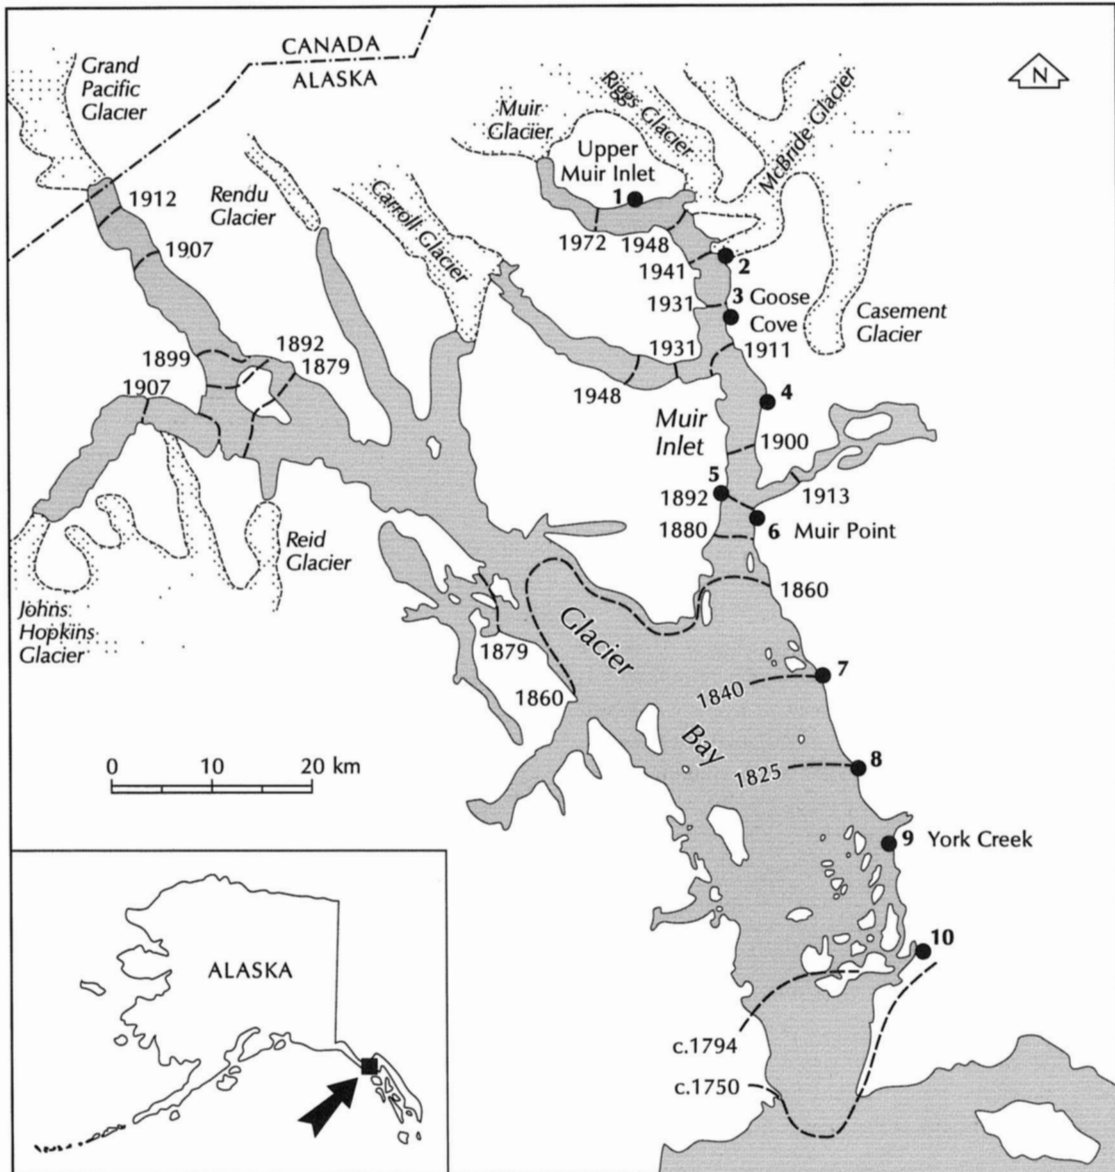 CANADA
ALASKA
N
Grand
Pacific
Glacier
Muir
Glacier
Riggs Glacier
McBride Glacier
Upper
Muir Inlet
1
Rendu
Glacier
Carroll Glacier
1912
1907
1972
1948
1941
2
1931
3 Goose
Cove
Casement
Glacier
1899
1892
1879
1931
1911
1907
1948
4
Muir
Inlet
1900
5
1892
1913
1880
6 Muir Point
Reid
Glacier
1860
Johns
Hopkins
Glacier
Glacier
Bay
1879
1860
7
1840
0 10 20 km
8
1825
9 York Creek
10
ALASKA
c.1794
c.1750